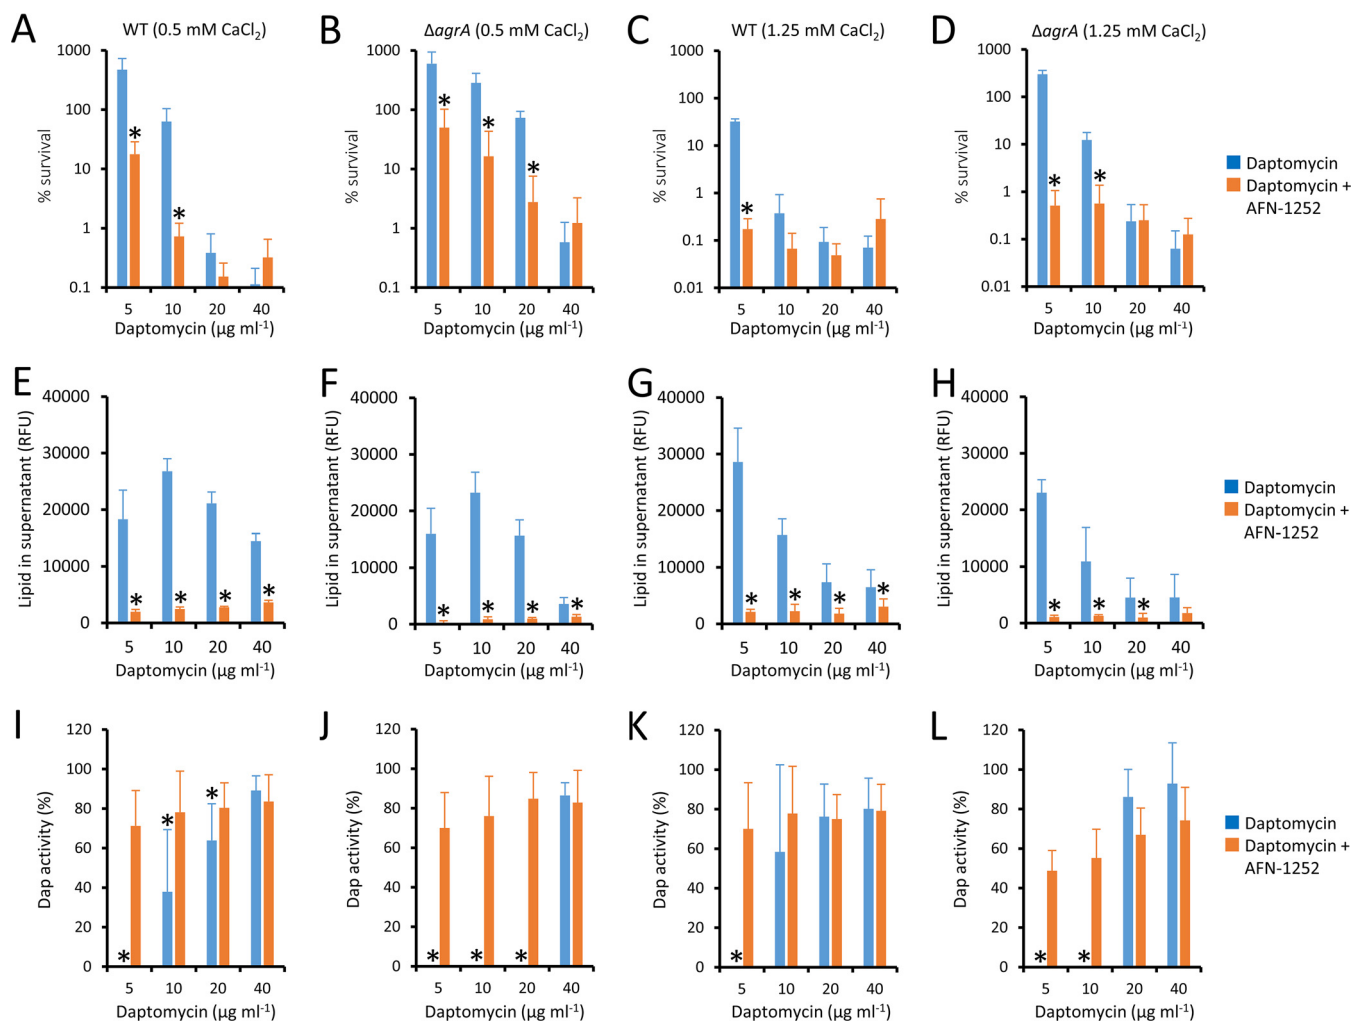 A WT (0.5 mM CaCl₂)
B ΔagrA (0.5 mM CaCl₂)
C WT (1.25 mM CaCl₂)
D ΔagrA (1.25 mM CaCl₂)
% survival
1000
100
10
1
0.1
* *
5 10 20 40
Daptomycin (µg ml⁻¹)
% survival
1000
100
10
1
0.1
* * *
5 10 20 40
Daptomycin (µg ml⁻¹)
% survival
1000
100
10
1
0.1
0.01
*
5 10 20 40
Daptomycin (µg ml⁻¹)
% survival
1000
100
10
1
0.1
0.01
* *
5 10 20 40
Daptomycin (µg ml⁻¹)
Daptomycin
Daptomycin +
AFN-1252
E
Lipid in supernatant (RFU)
40000
30000
20000
10000
0
* * * *
5 10 20 40
Daptomycin (µg ml⁻¹)
F
Lipid in supernatant (RFU)
40000
30000
20000
10000
0
* * * *
5 10 20 40
Daptomycin (µg ml⁻¹)
G
Lipid in supernatant (RFU)
40000
30000
20000
10000
0
* * * *
5 10 20 40
Daptomycin (µg ml⁻¹)
H
Lipid in supernatant (RFU)
40000
30000
20000
10000
0
* * *
5 10 20 40
Daptomycin (µg ml⁻¹)
Daptomycin
Daptomycin +
AFN-1252
I
Dap activity (%)
120
100
80
60
40
20
0
* * *
5 10 20 40
Daptomycin (µg ml⁻¹)
J
Dap activity (%)
120
100
80
60
40
20
0
* * *
5 10 20 40
Daptomycin (µg ml⁻¹)
K
Dap activity (%)
120
100
80
60
40
20
0
*
5 10 20 40
Daptomycin (µg ml⁻¹)
L
Dap activity (%)
120
100
80
60
40
20
0
* *
5 10 20 40
Daptomycin (µg ml⁻¹)
Daptomycin
Daptomycin +
AFN-1252